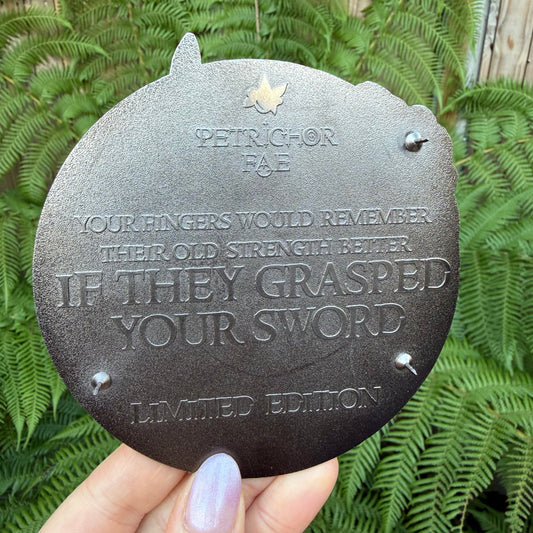 PETRICHOR
FAE
YOUR FINGERS WOULD REMEMBER
THEIR OLD STRENGTH BETTER
IF THEY GRASPED
YOUR SWORD
LIMITED EDITION